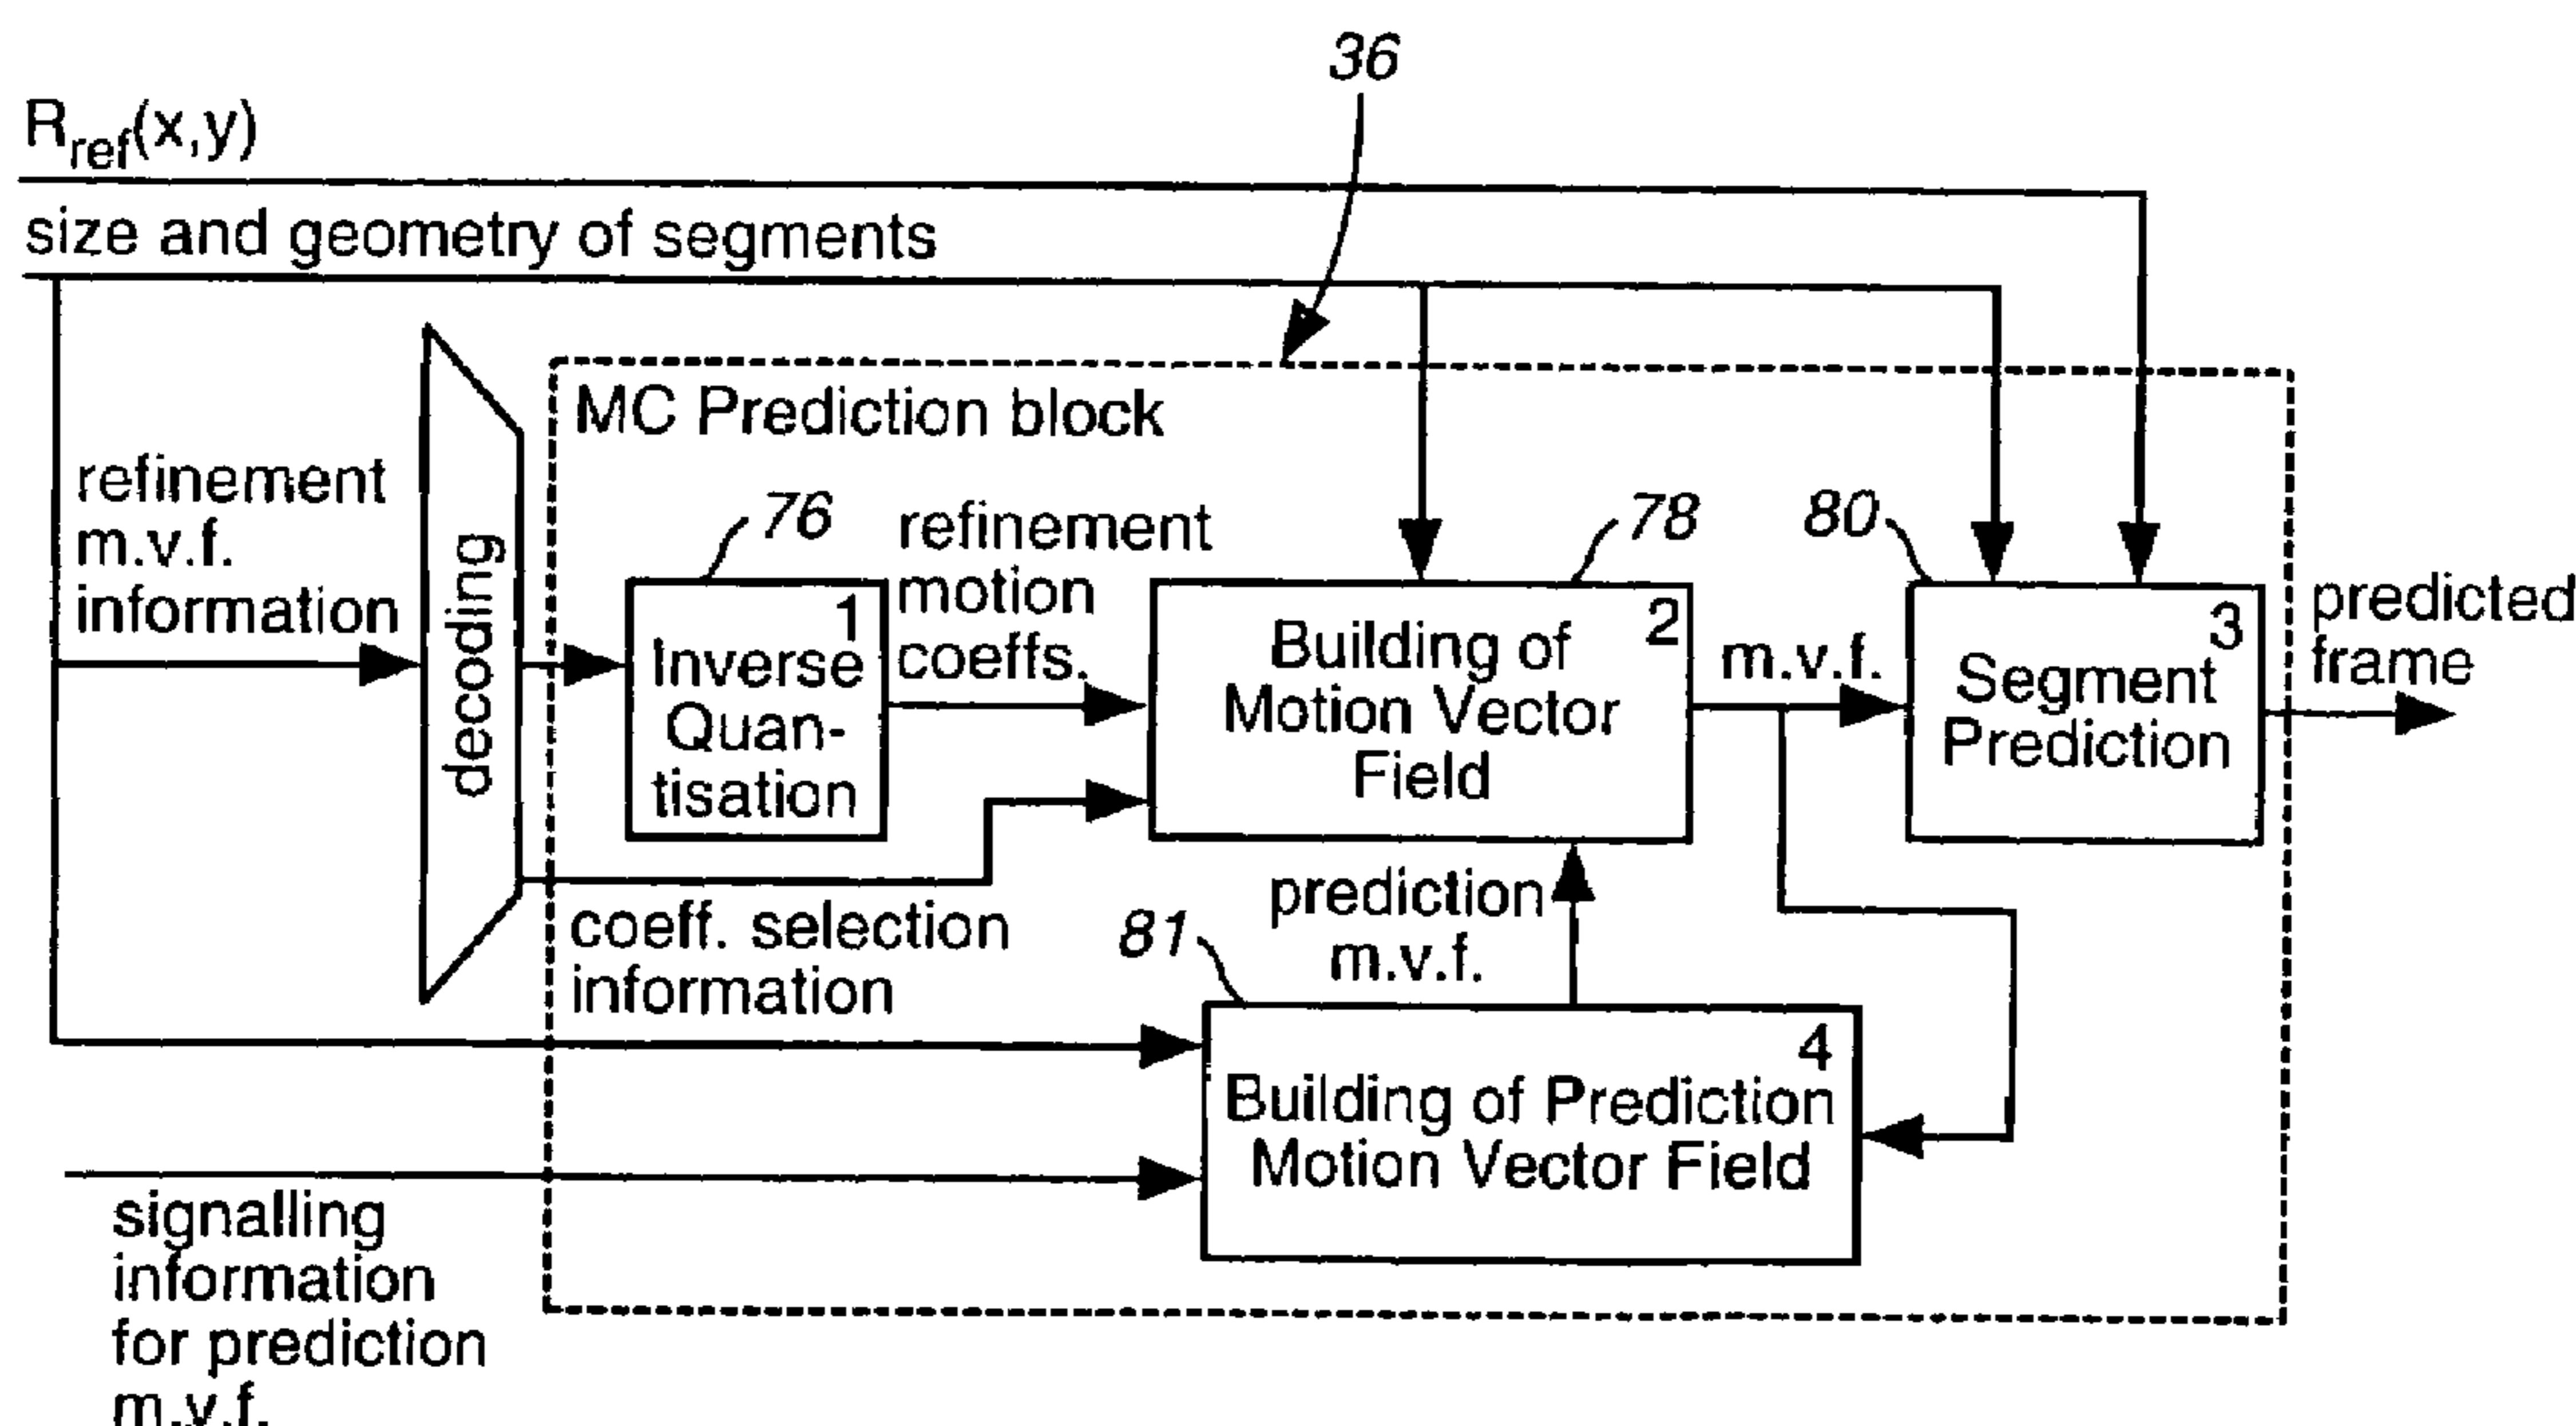 36
R_ref(x,y)
size and geometry of segments
MC Prediction block
refinement
m.v.f.
information
decoding
76
1
Inverse
Quan-
tisation
refinement
motion
coeffs.
78
2
Building of
Motion Vector
Field
m.v.f.
80
3
Segment
Prediction
predicted
frame
coeff. selection
information
prediction
m.v.f.
81
4
Building of Prediction
Motion Vector Field
signalling
information
for prediction
m.v.f.